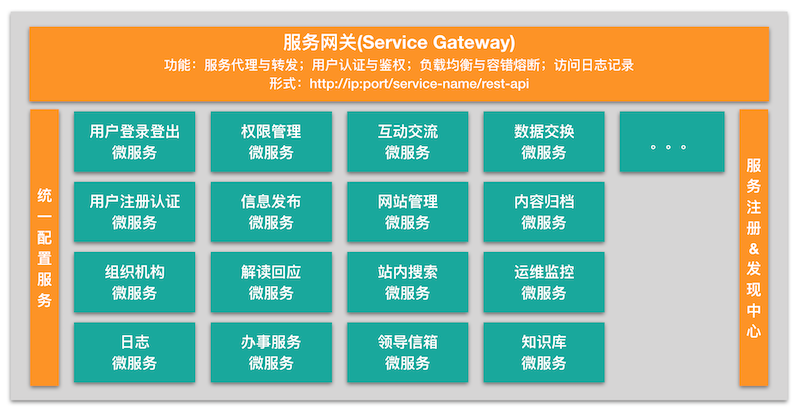 服务网关(Service Gateway)
功能：服务代理与转发；用户认证与鉴权；负载均衡与容错熔断；访问日志记录
形式：http://ip:port/service-name/rest-api
统一配置服务
用户登录登出
微服务
权限管理
微服务
互动交流
微服务
数据交换
微服务
。。。
用户注册认证
微服务
信息发布
微服务
网站管理
微服务
内容归档
微服务
组织机构
微服务
解读回应
微服务
站内搜索
微服务
运维监控
微服务
日志
微服务
办事服务
微服务
领导信箱
微服务
知识库
微服务
服务注册&发现中心